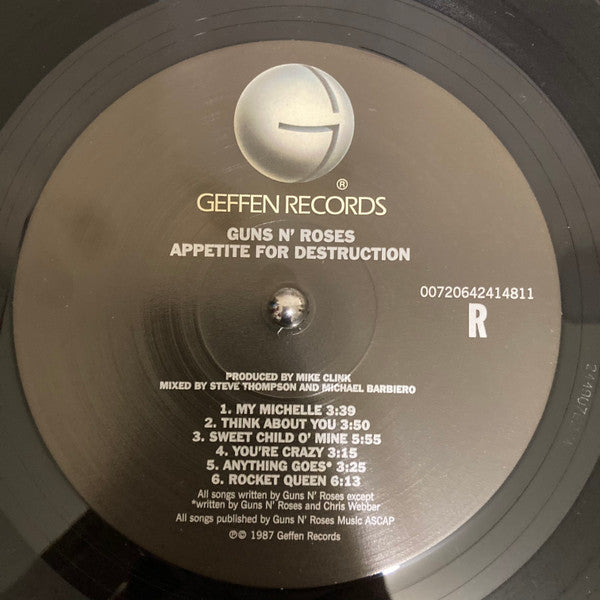 G
®
GEFFEN RECORDS
GUNS N' ROSES
APPETITE FOR DESTRUCTION
00720642414811
R
PRODUCED BY MIKE CLINK
MIXED BY STEVE THOMPSON AND MICHAEL BARBIERO
1. MY MICHELLE 3:39
2. THINK ABOUT YOU 3:50
3. SWEET CHILD O' MINE 5:55
4. YOU'RE CRAZY 3:15
5. ANYTHING GOES* 3:25
6. ROCKET QUEEN 6:13
All songs written by Guns N' Roses except
*written by Guns N' Roses and Chris Webber
All songs published by Guns N' Roses Music ASCAP
℗© 1987 Geffen Records